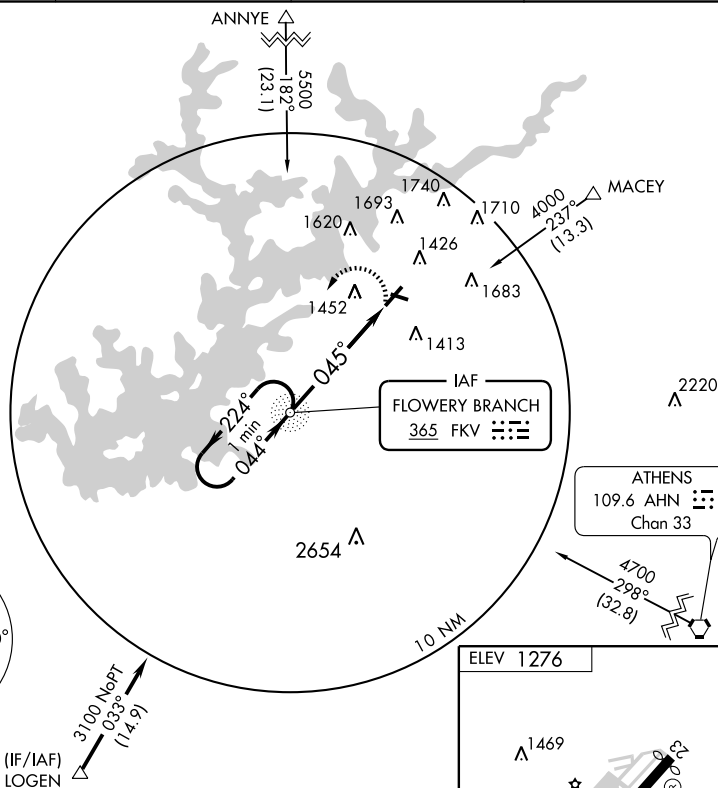 ANNYE
5500
182°
(23.1)
1740
1693
1710
1620
1426
4000
237°
(13.3)
MACEY
1683
1452
1413
045°
IAF
FLOWERY BRANCH
365 FKV
224°
1 min
044°
2220
ATHENS
109.6 AHN
Chan 33
2654
4700
298°
(32.8)
10 NM
3100 NoPT
033°
(14.9)
(IF/IAF)
LOGEN
ELEV 1276
1469
23